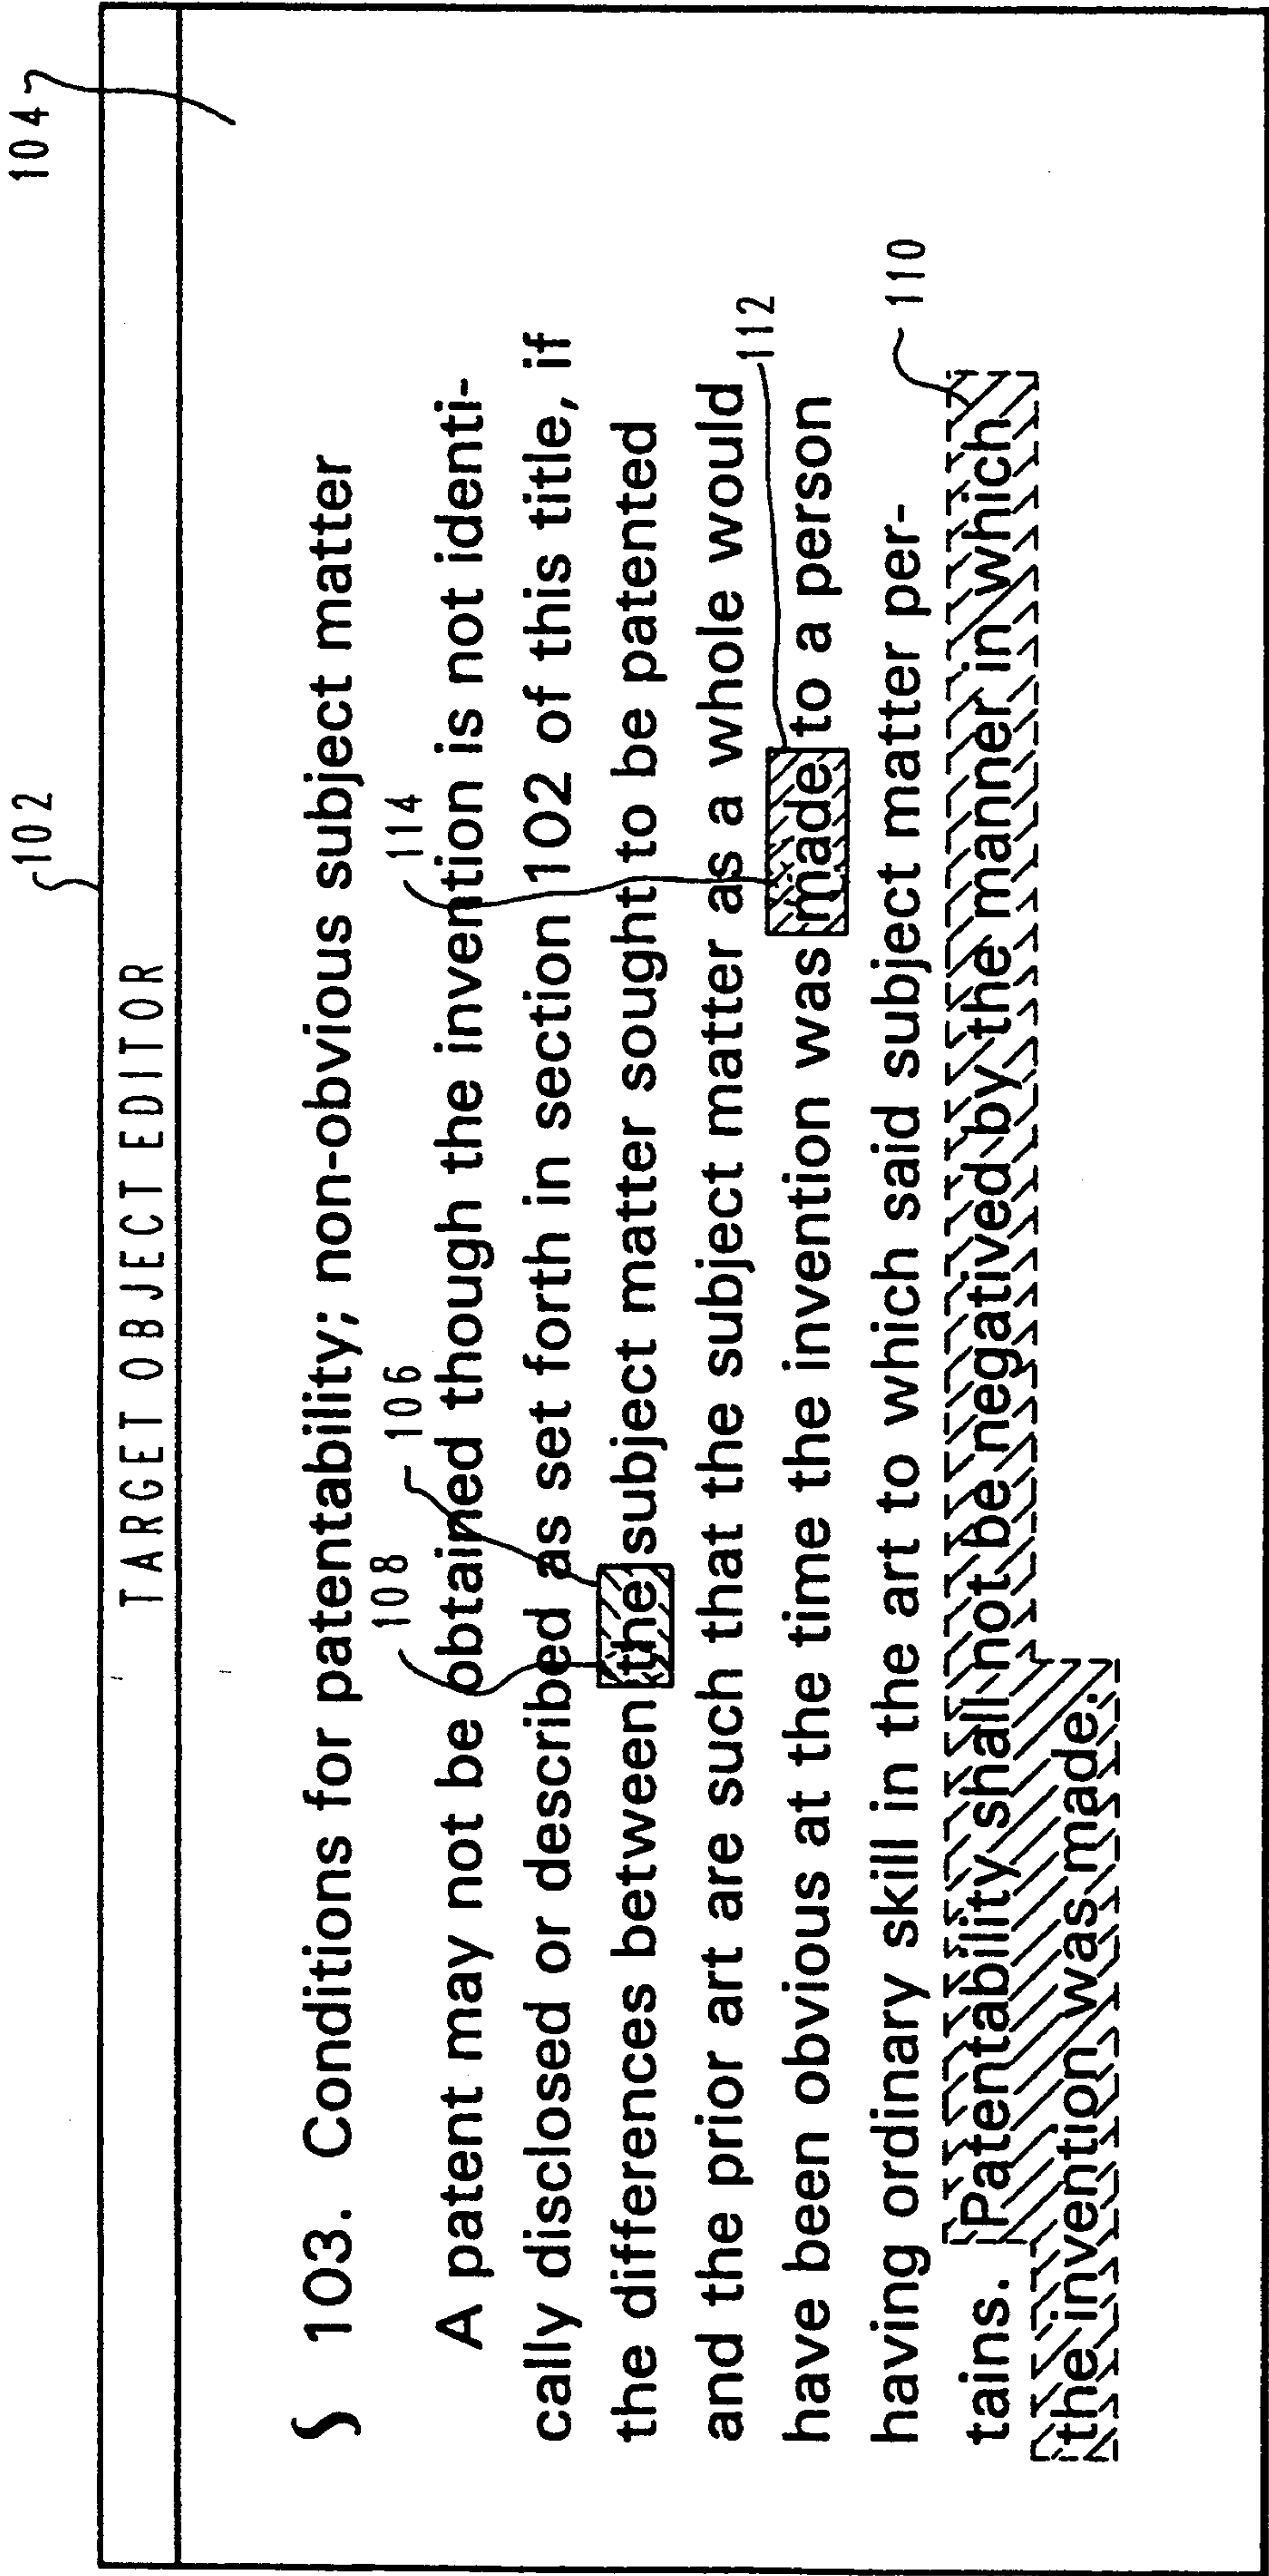 102
104
TARGET OBJECT EDITOR
§ 103. Conditions for patentability; non-obvious subject matter
108
106
114
A patent may not be obtained though the invention is not identi-
cally disclosed or described as set forth in section 102 of this title, if
the differences between the subject matter sought to be patented
and the prior art are such that the subject matter as a whole would
112
have been obvious at the time the invention was made to a person
having ordinary skill in the art to which said subject matter per-
110
tains. Patentability shall not be negatived by the manner in which
the invention was made.